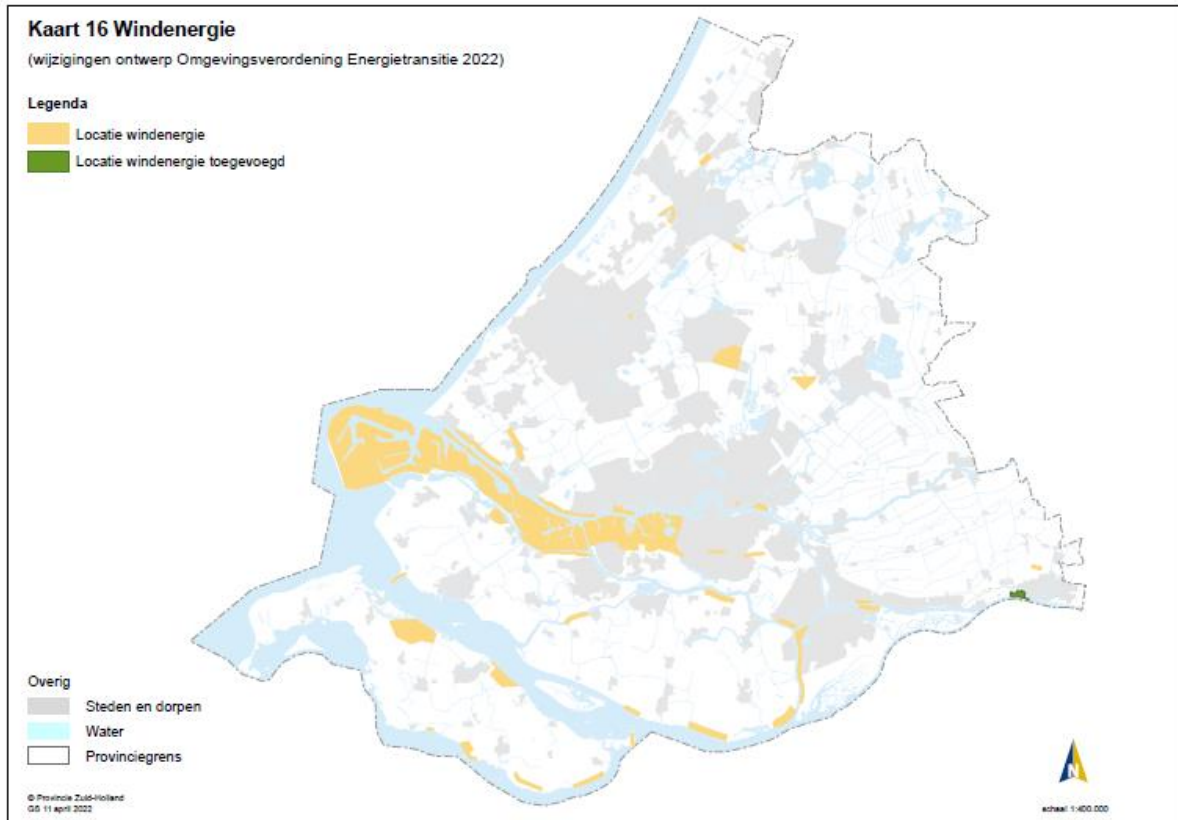 Kaart 16 Windenergie
(wijzigingen ontwerp Omgevingsverordening Energietransitie 2022)
Legenda
Locatie windenergie
Locatie windenergie toegevoegd
Overig
Steden en dorpen
Water
Provinciegrens
© Provincie Zuid-Holland
GS 11 april 2022
N
schaal 1:400.000